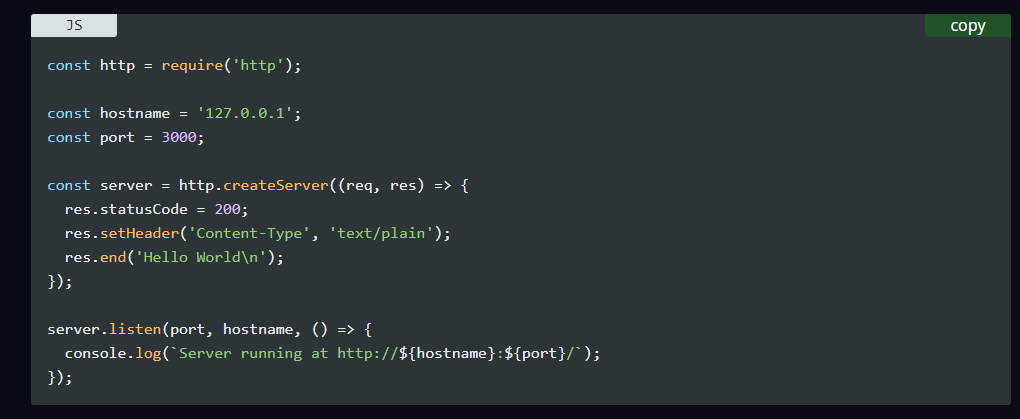 JS
copy
const http = require('http');
const hostname = '127.0.0.1';
const port = 3000;
const server = http.createServer((req, res) => {
  res.statusCode = 200;
  res.setHeader('Content-Type', 'text/plain');
  res.end('Hello World\n');
});
server.listen(port, hostname, () => {
  console.log(`Server running at http://${hostname}:${port}/`);
});